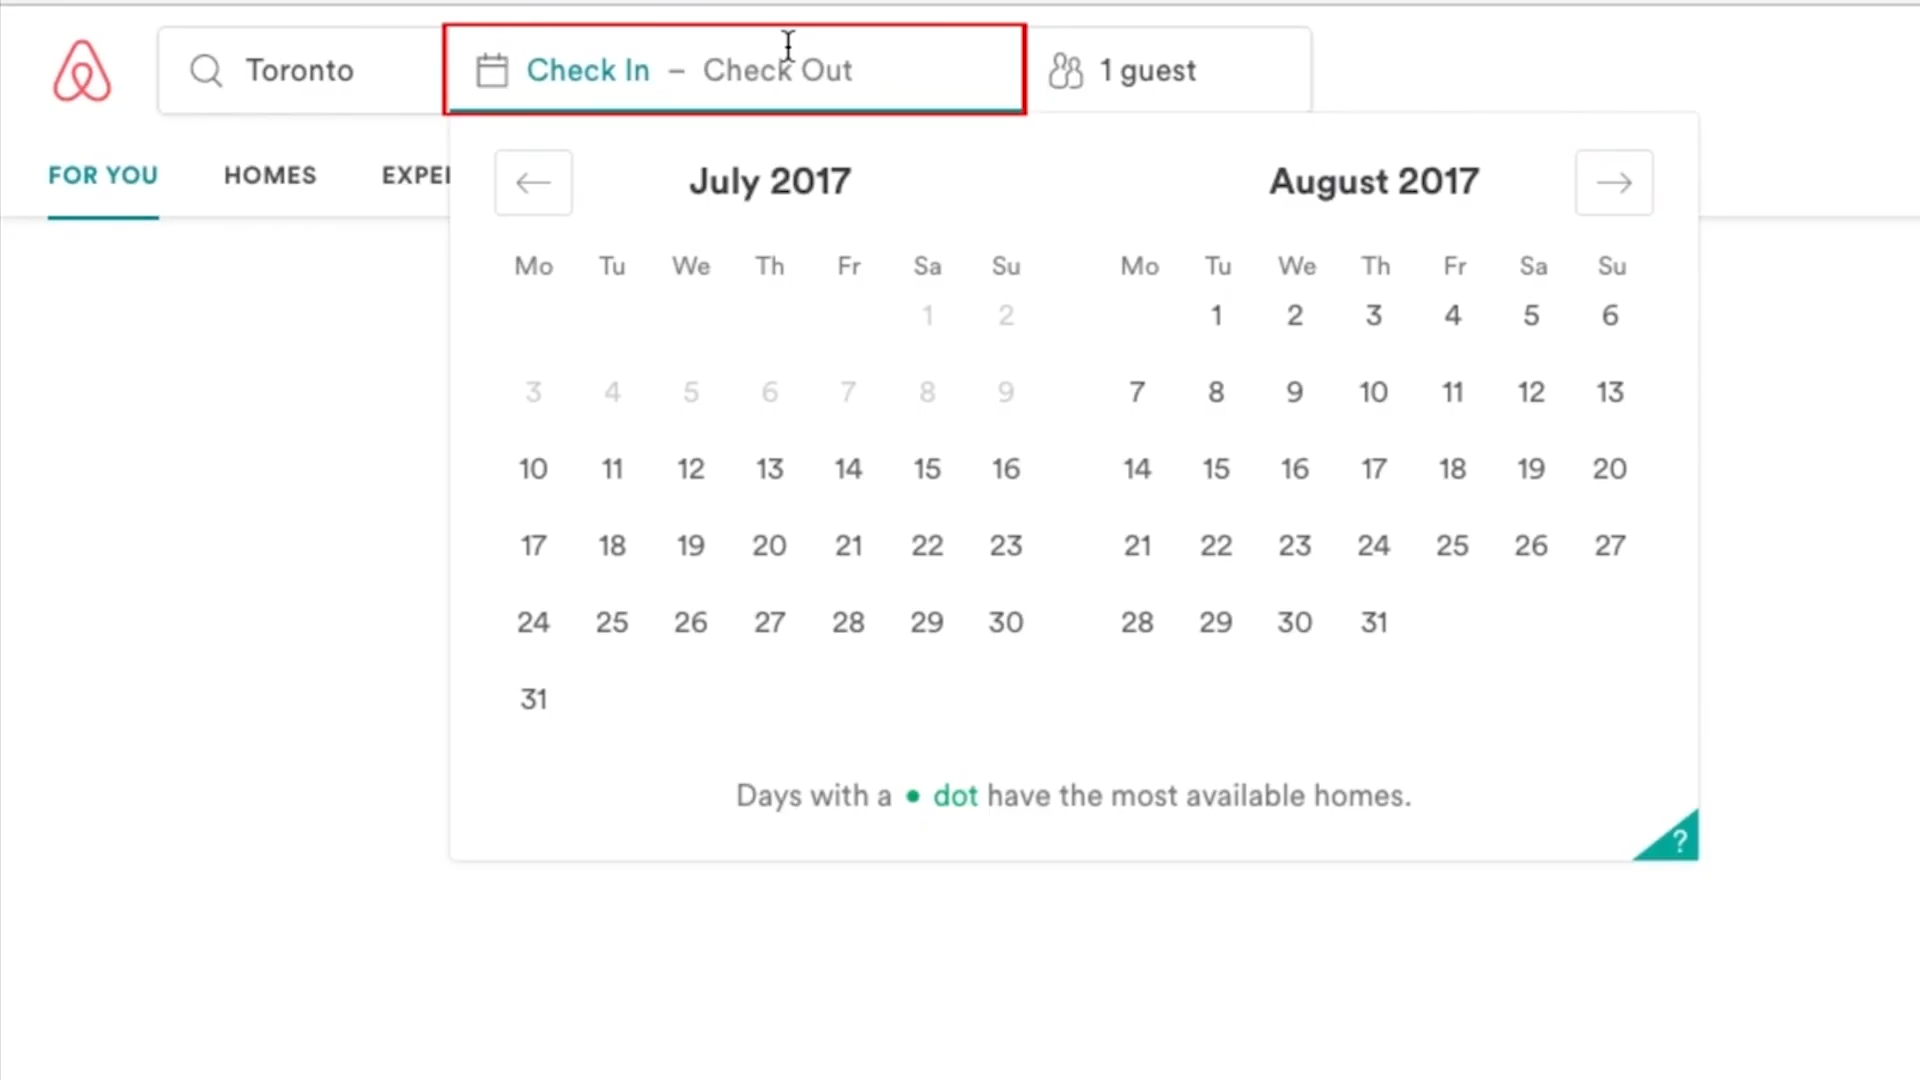 Toronto
Check In – Check Out
1 guest
FOR YOU
HOMES
EXPE
July 2017
August 2017
Mo Tu We Th Fr Sa Su
1 2
3 4 5 6 7 8 9
10 11 12 13 14 15 16
17 18 19 20 21 22 23
24 25 26 27 28 29 30
31
Mo Tu We Th Fr Sa Su
1 2 3 4 5 6
7 8 9 10 11 12 13
14 15 16 17 18 19 20
21 22 23 24 25 26 27
28 29 30 31
Days with a • dot have the most available homes.
?